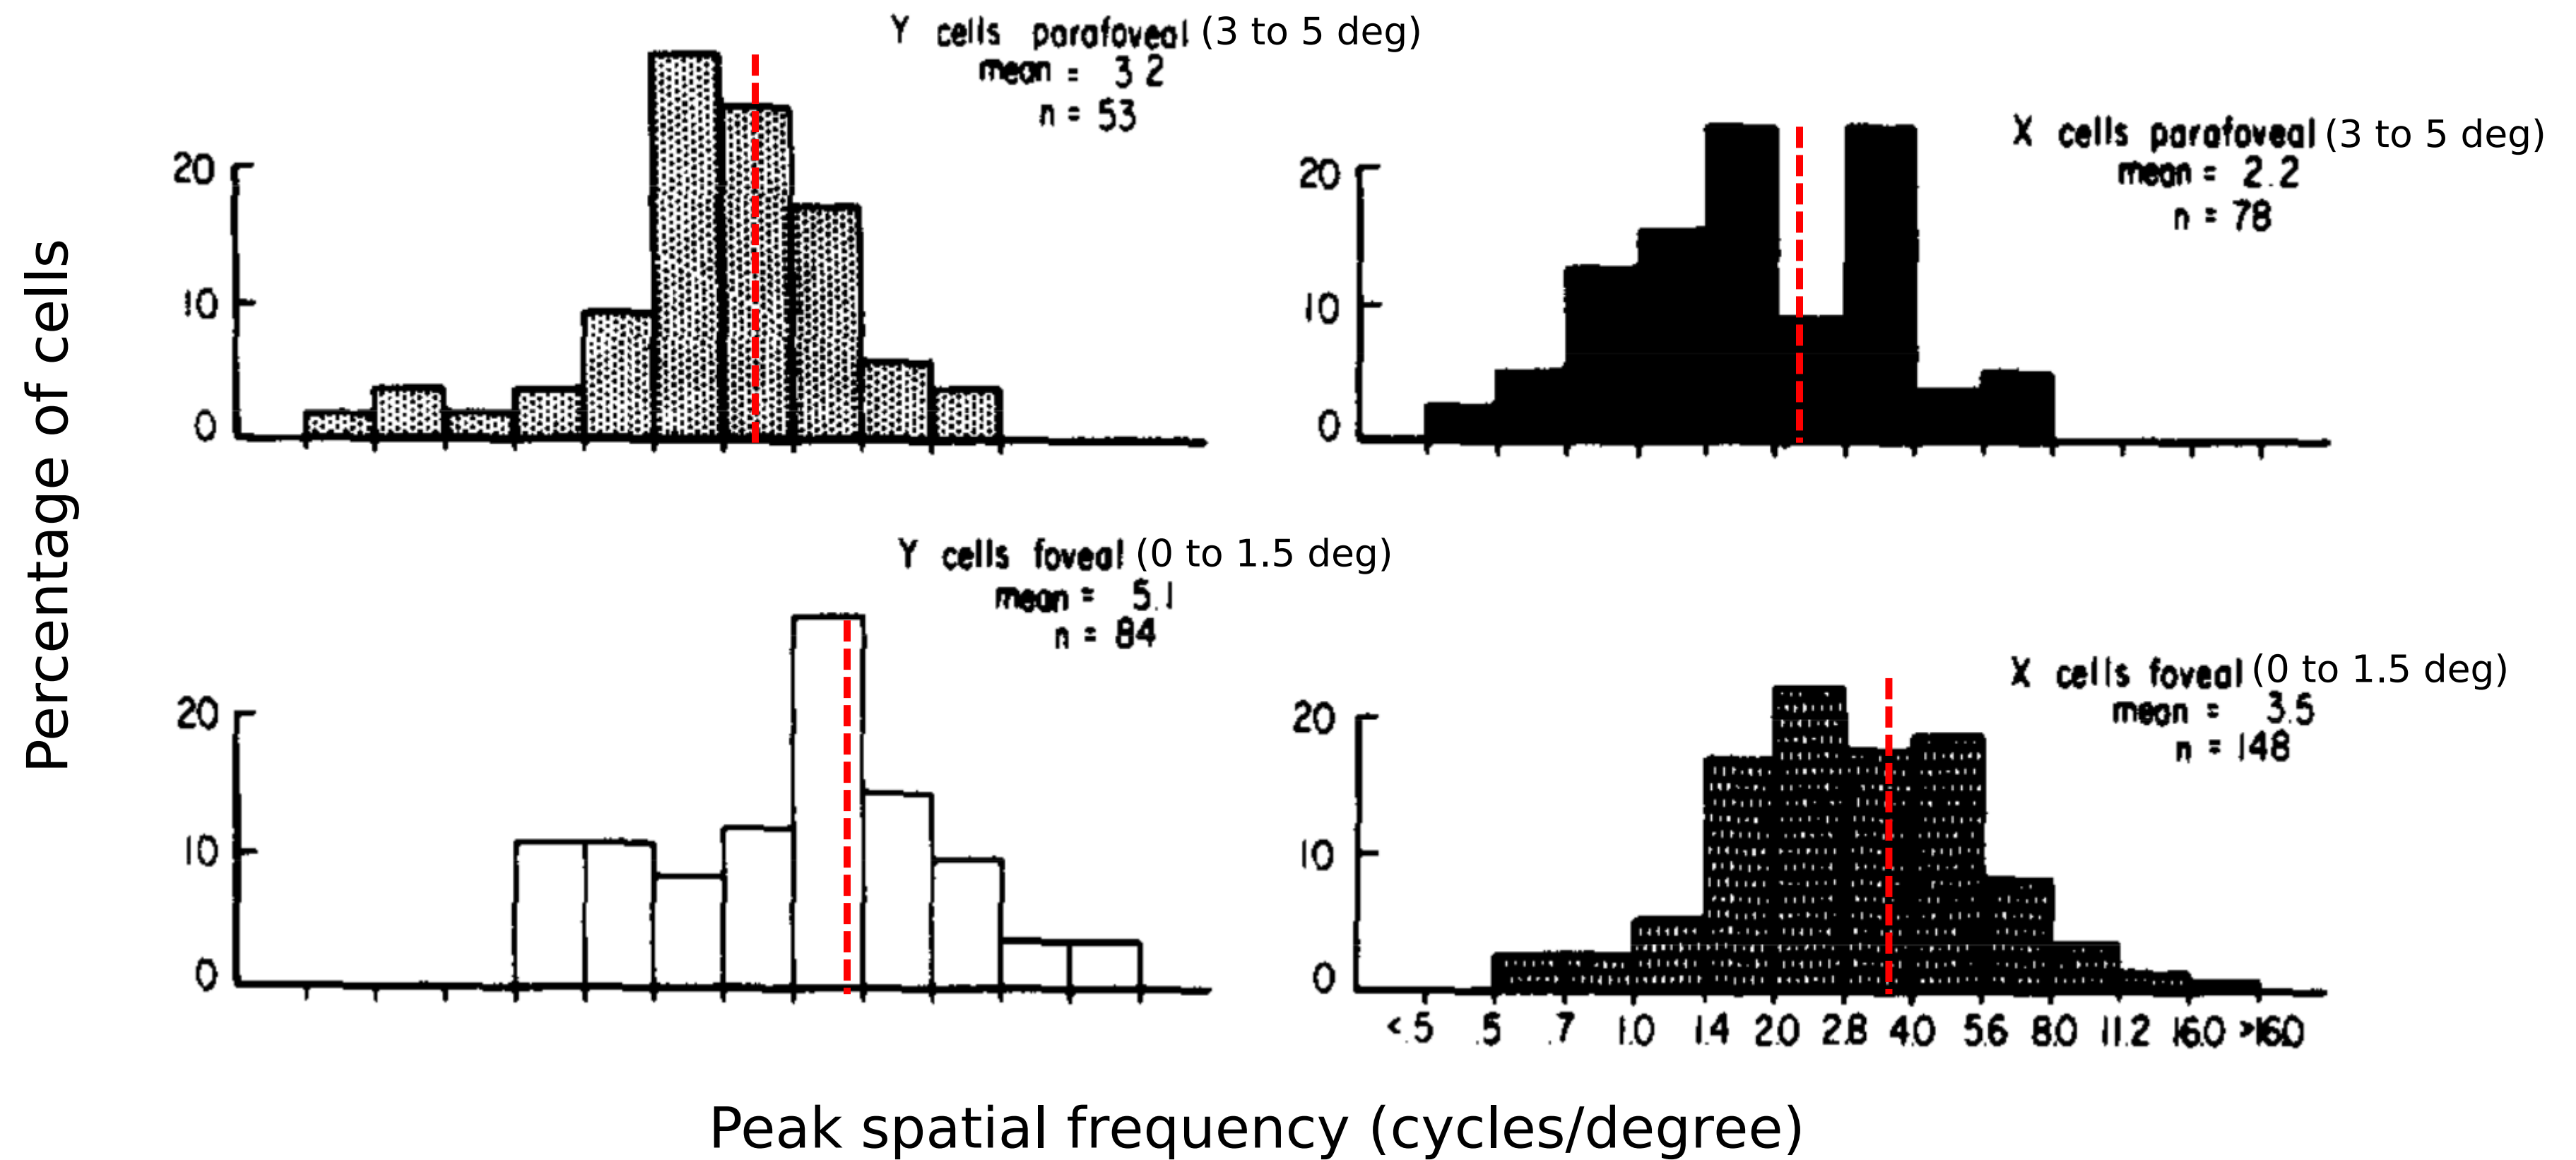 Percentage of cells
Y cells parafoveal (3 to 5 deg)
mean = 3 2
n = 53
20
10
0
X cells parafoveal (3 to 5 deg)
mean = 2.2
n = 78
20
10
0
Y cells foveal (0 to 1.5 deg)
mean = 5.1
n = 84
20
10
0
X cells foveal (0 to 1.5 deg)
mean = 3.5
n = 148
20
10
0
<.5 .5 .7 1.0 1.4 2.0 2.8 4.0 5.6 8.0 11.2 16.0 >16.0
Peak spatial frequency (cycles/degree)